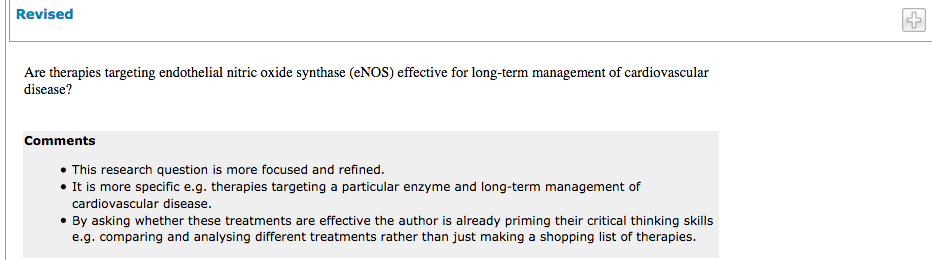 Revised
Are therapies targeting endothelial nitric oxide synthase (eNOS) effective for long-term management of cardiovascular
disease?
Comments
• This research question is more focused and refined.
• It is more specific e.g. therapies targeting a particular enzyme and long-term management of
cardiovascular disease.
• By asking whether these treatments are effective the author is already priming their critical thinking skills
e.g. comparing and analysing different treatments rather than just making a shopping list of therapies.